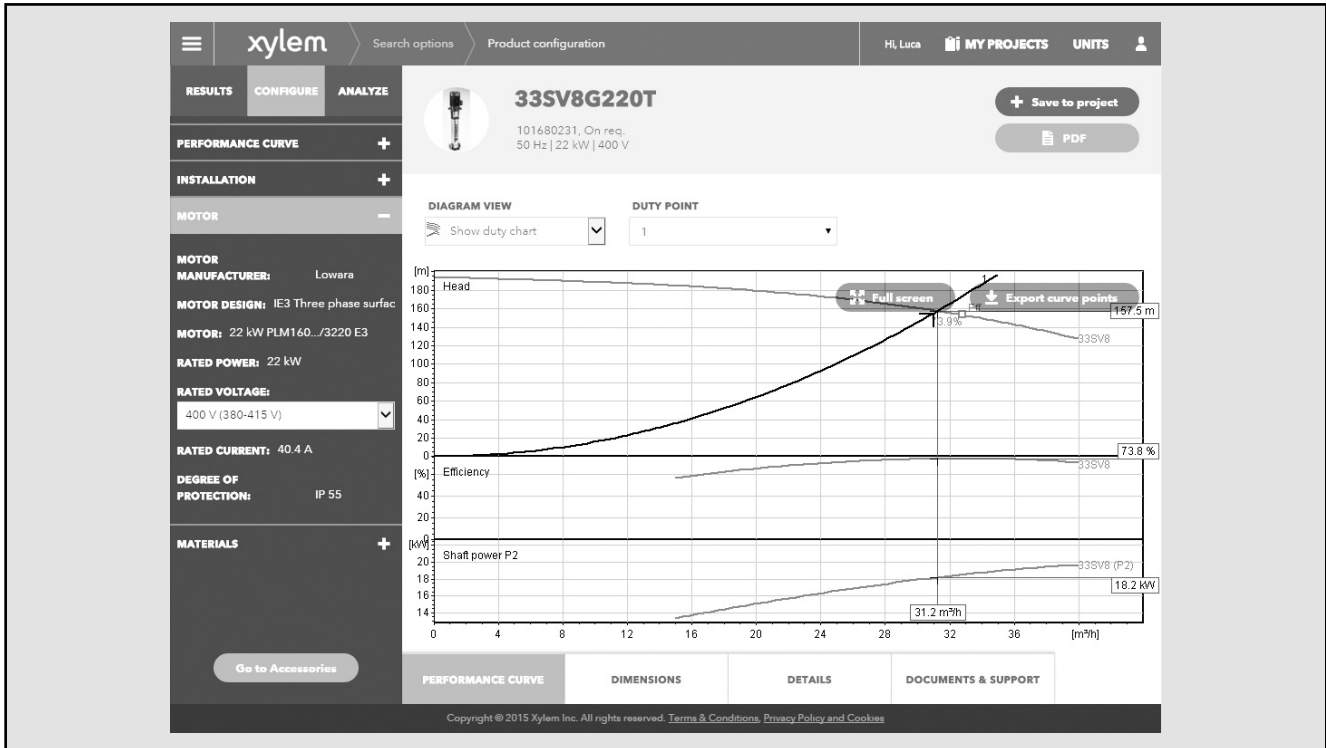 xylem
Search options
Product configuration
Hi, Luca
MY PROJECTS
UNITS
RESULTS
CONFIGURE
ANALYZE
PERFORMANCE CURVE
INSTALLATION
MOTOR
MOTOR
MANUFACTURER: Lowara
MOTOR DESIGN: IE3 Three phase surfac
MOTOR: 22 kW PLM160.../3220 E3
RATED POWER: 22 kW
RATED VOLTAGE:
400 V (380-415 V)
RATED CURRENT: 40.4 A
DEGREE OF
PROTECTION: IP 55
MATERIALS
Go to Accessories
33SV8G220T
101680231, On req.
50 Hz | 22 kW | 400 V
+ Save to project
PDF
DIAGRAM VIEW
Show duty chart
DUTY POINT
1
[m]
Head
180
160
140
120
100
80
60
40
20
0
1
Full screen
Export curve points
Eff
157.5 m
33SV8
73.8 %
[%]
Efficiency
33SV8
40
20
0
[kW]
Shaft power P2
20
18
16
14
33SV8 (P2)
18.2 kW
31.2 m³/h
0 4 8 12 16 20 24 28 32 36 [m³/h]
PERFORMANCE CURVE
DIMENSIONS
DETAILS
DOCUMENTS & SUPPORT
Copyright © 2015 Xylem Inc. All rights reserved. Terms & Conditions, Privacy Policy and Cookies